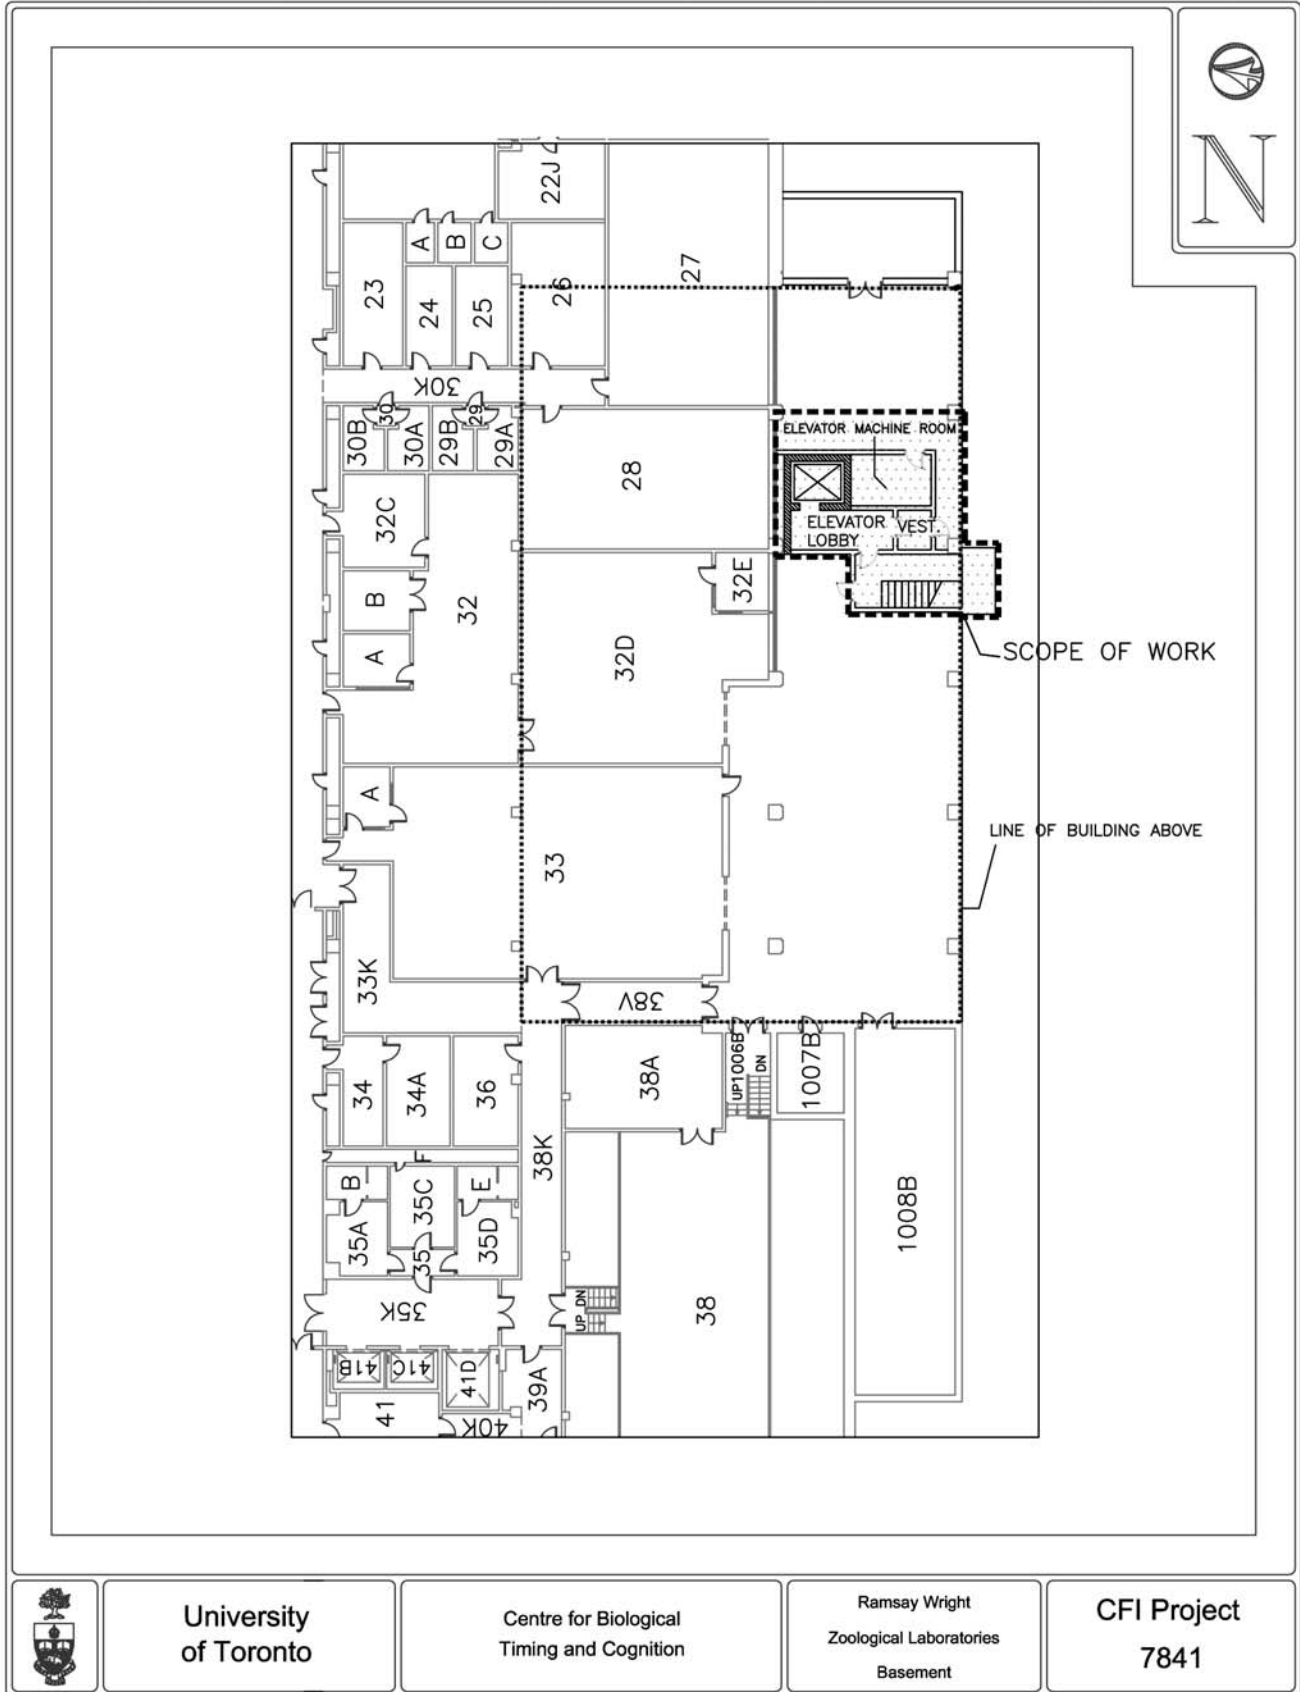 N
22J
A
B
C
23
24
25
26
27
30K
30B
30
30A
29B
29
29A
28
ELEVATOR MACHINE ROOM
ELEVATOR
LOBBY
VEST.
32C
B
A
32
32E
32D
SCOPE OF WORK
A
33
LINE OF BUILDING ABOVE
33K
38V
34
34A
36
38A
UP1006B
DN
1007B
F
38K
B
35C
E
35A
35
35D
1008B
35K
UP
DN
38
41B
41C
41D
39A
41
40K
University
of Toronto
Centre for Biological
Timing and Cognition
Ramsay Wright
Zoological Laboratories
Basement
CFI Project
7841